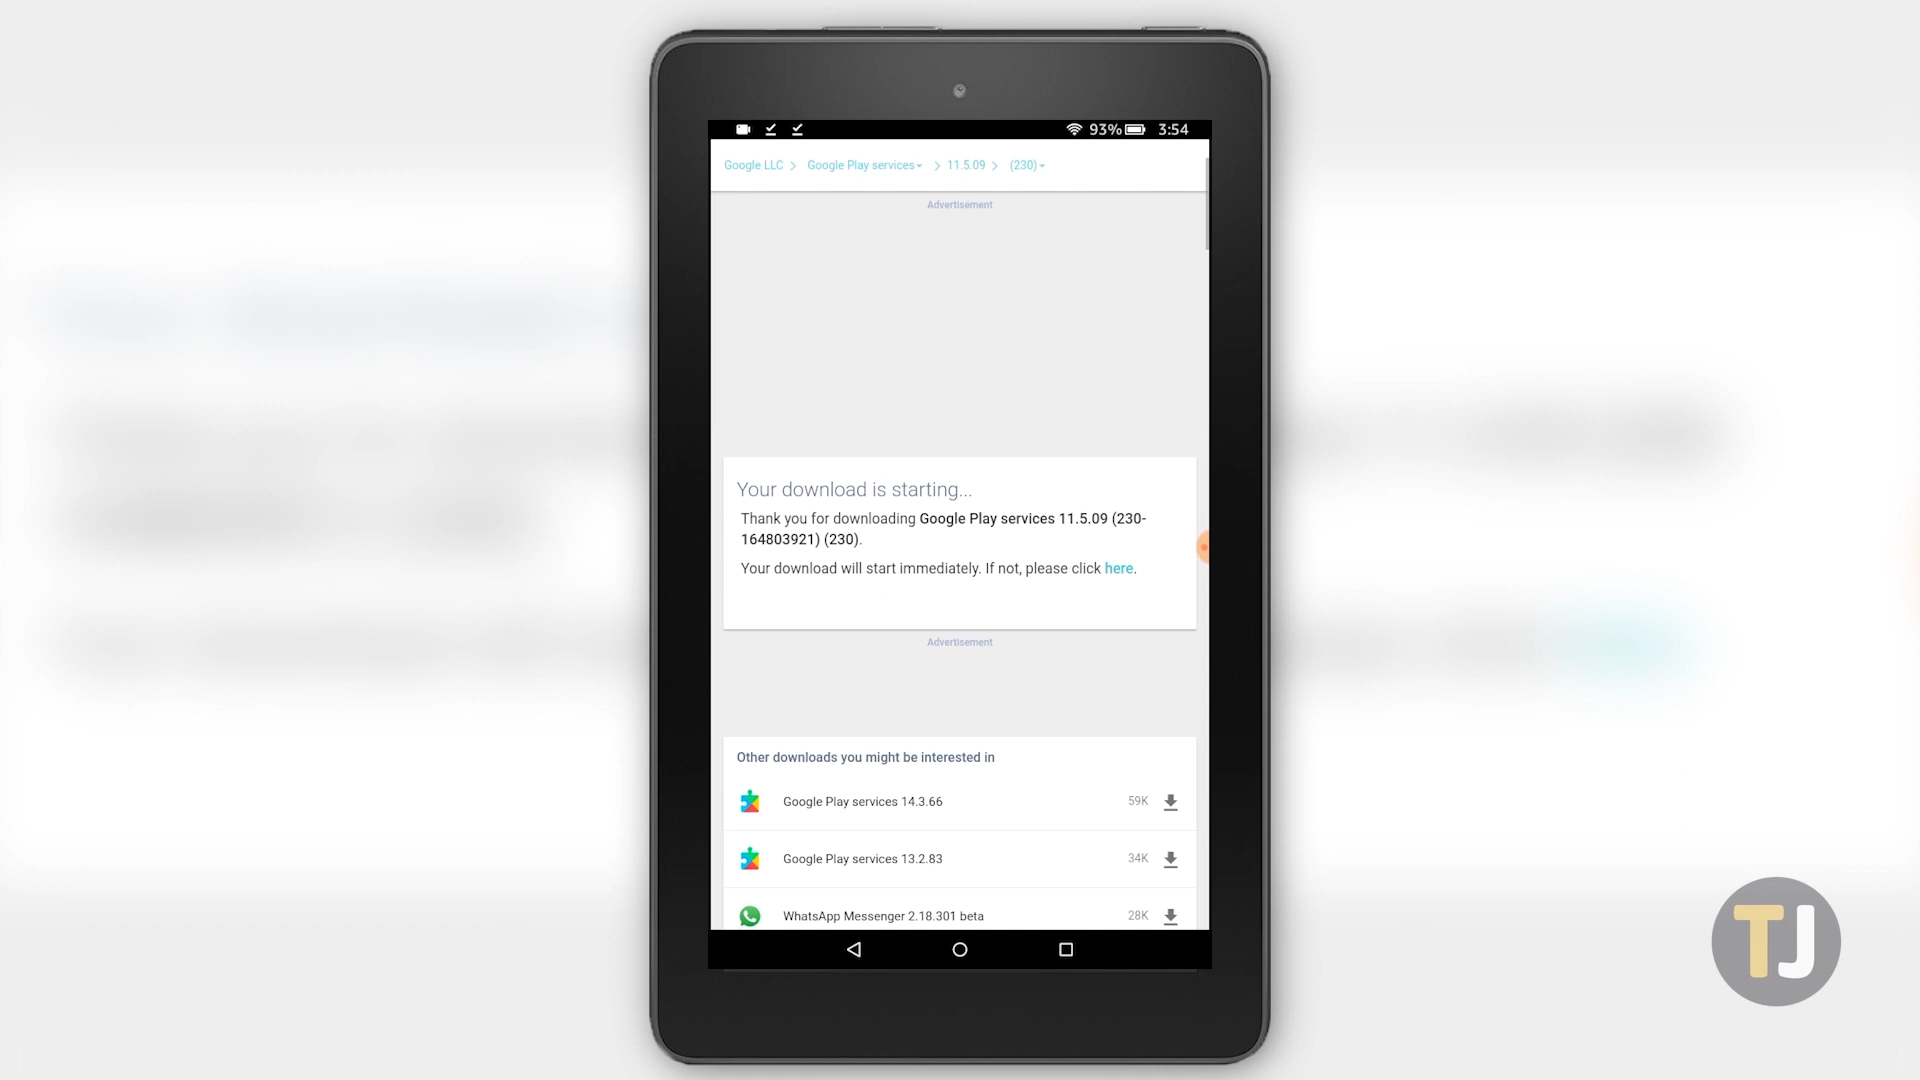 93% 3:54
Google LLC > Google Play services > 11.5.09 > (230)
Advertisement
Your download is starting...
Thank you for downloading Google Play services 11.5.09 (230-
164803921) (230).
Your download will start immediately. If not, please click here.
Advertisement
Other downloads you might be interested in
Google Play services 14.3.66 59K
Google Play services 13.2.83 34K
WhatsApp Messenger 2.18.301 beta 28K
TJ